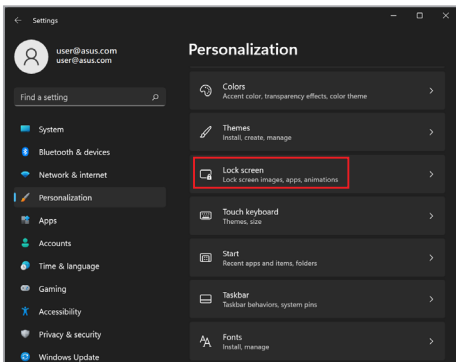 Settings
user@asus.com
user@asus.com
Find a setting
System
Bluetooth & devices
Network & internet
Personalization
Apps
Accounts
Time & language
Gaming
Accessibility
Privacy & security
Windows Update
Personalization
Colors
Accent color, transparency effects, color theme
Themes
Install, create, manage
Lock screen
Lock screen images, apps, animations
Touch keyboard
Themes, size
Start
Recent apps and items, folders
Taskbar
Taskbar behaviors, system pins
Fonts
Install, manage